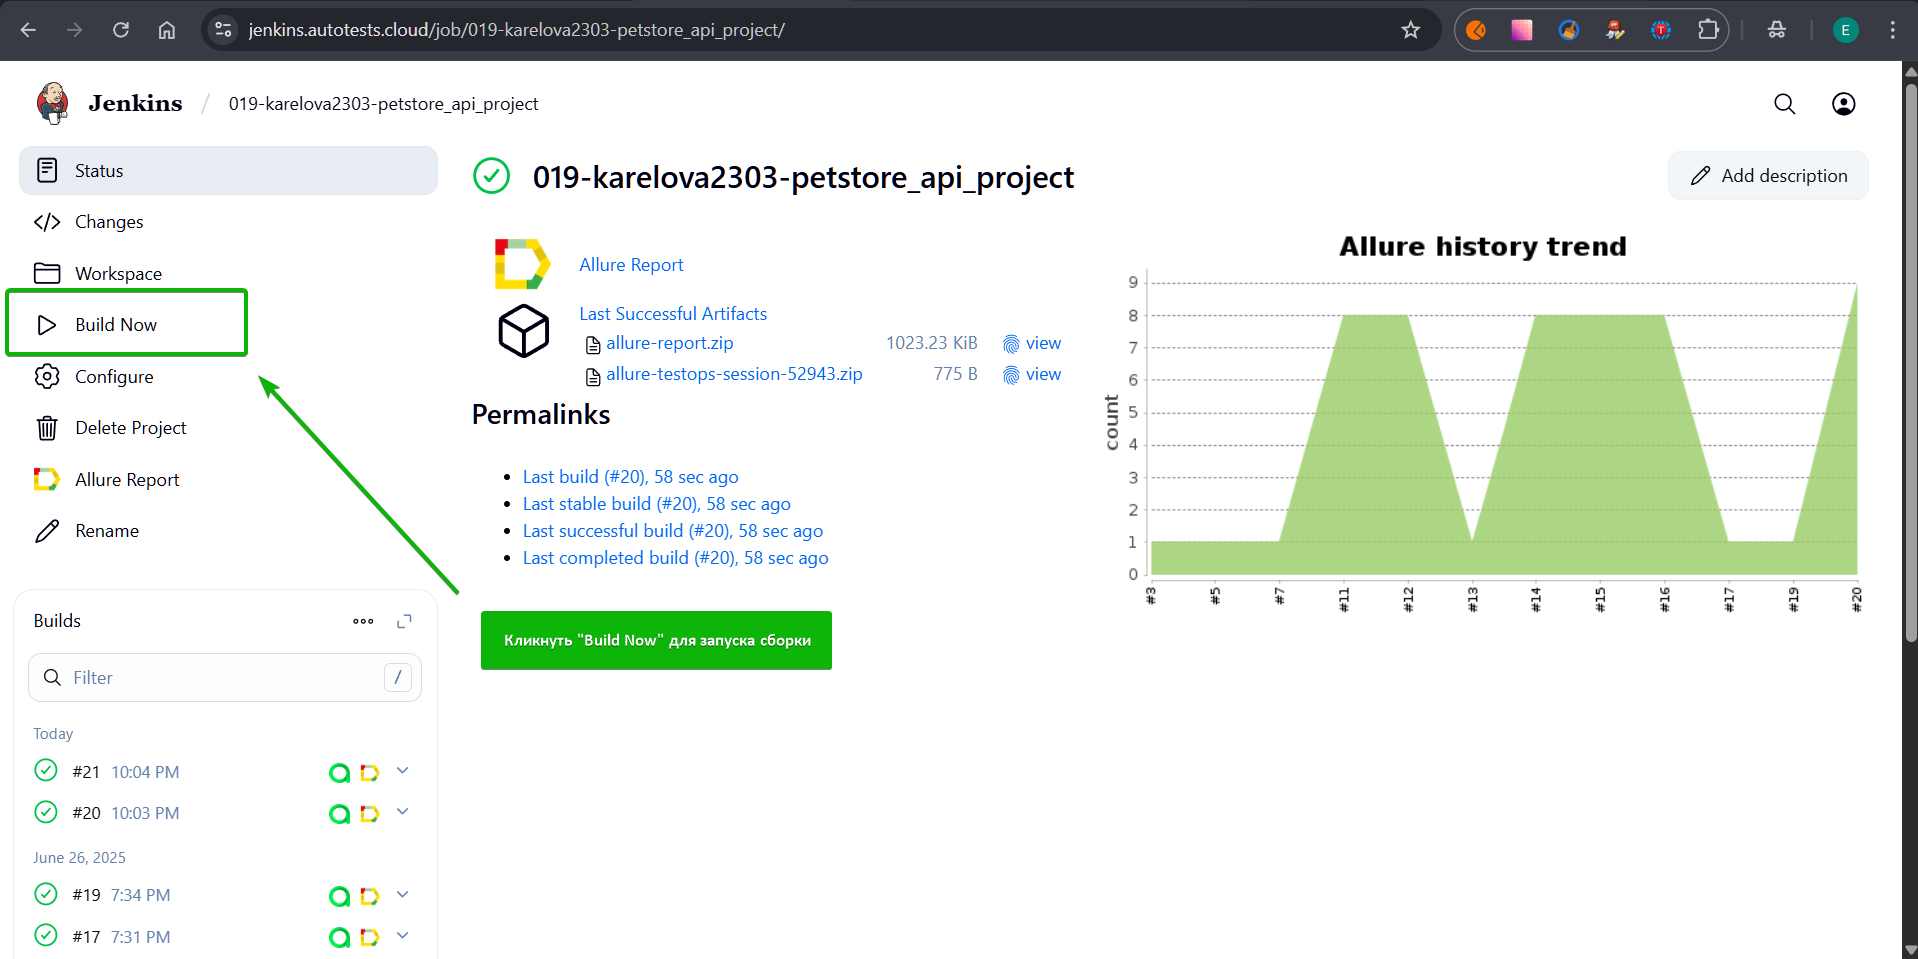 jenkins.autotests.cloud/job/019-karelova2303-petstore_api_project/
E
Jenkins / 019-karelova2303-petstore_api_project
Status
Changes
Workspace
Build Now
Configure
Delete Project
Allure Report
Rename
Builds
Filter /
Today
#21 10:04 PM
#20 10:03 PM
June 26, 2025
#19 7:34 PM
#17 7:31 PM
019-karelova2303-petstore_api_project
Add description
Allure Report
Last Successful Artifacts
allure-report.zip 1023.23 KiB view
allure-testops-session-52943.zip 775 B view
Permalinks
Last build (#20), 58 sec ago
Last stable build (#20), 58 sec ago
Last successful build (#20), 58 sec ago
Last completed build (#20), 58 sec ago
Кликнуть "Build Now" для запуска сборки
Allure history trend
count
9
8
7
6
5
4
3
2
1
0
#3 #5 #7 #11 #12 #13 #14 #15 #16 #17 #19 #20